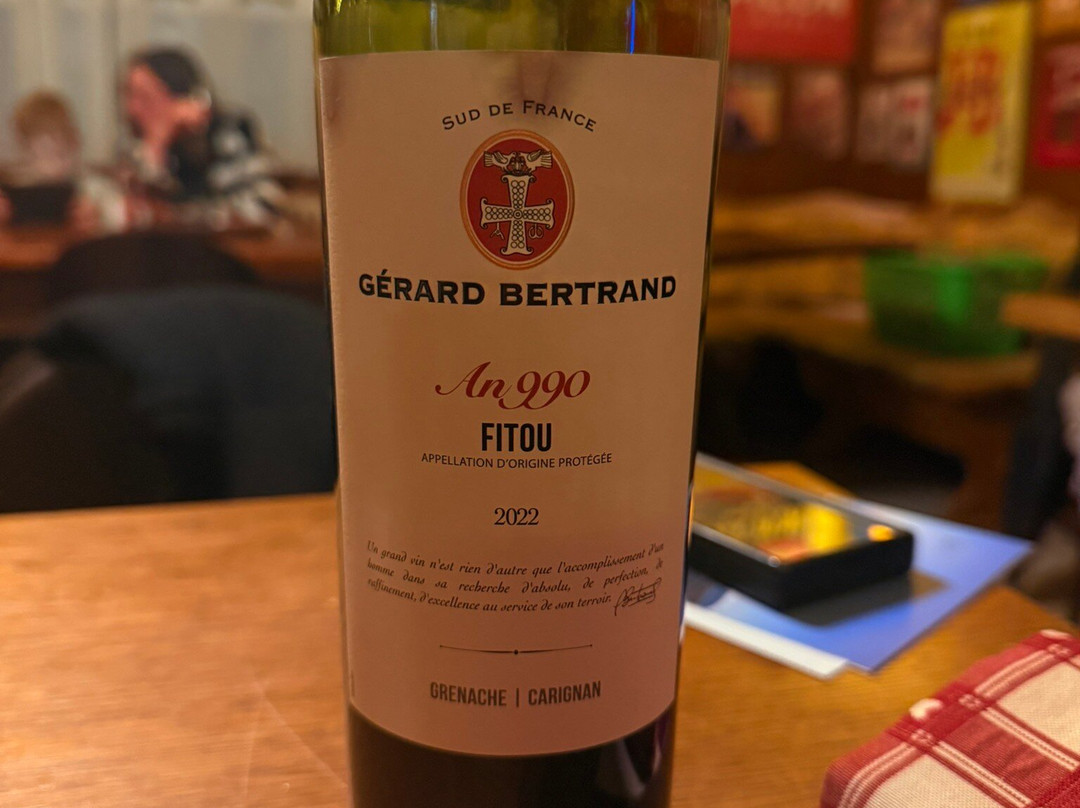 SUD DE FRANCE
GÉRARD BERTRAND
An 990
FITOU
APPELLATION D'ORIGINE PROTÉGÉE
2022
Un grand vin n'est rien d'autre que l'accomplissement d'un
homme dans sa recherche d'absolu, de perfection, de
raffinement, d'excellence au service de son terroir.
GRENACHE | CARIGNAN